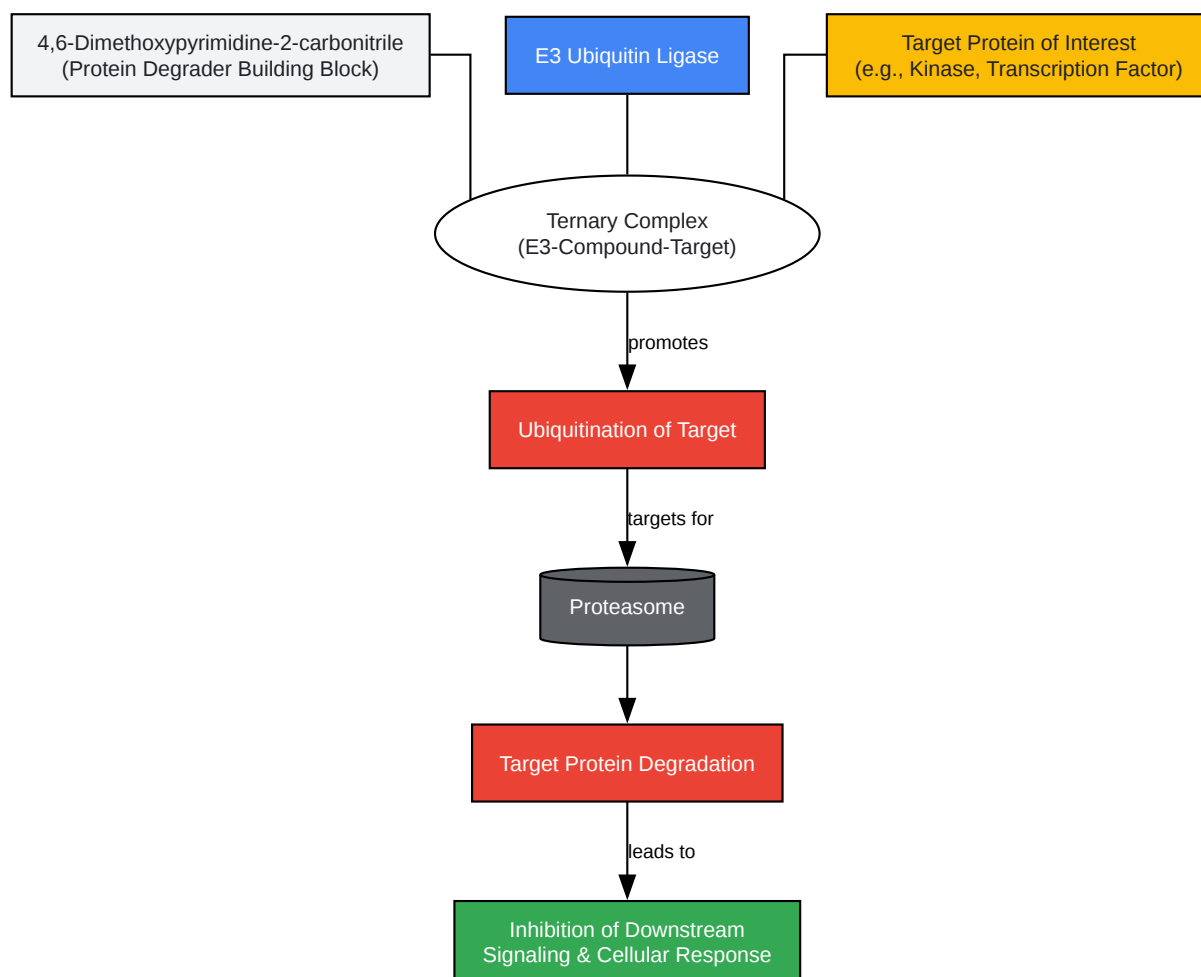 4,6-Dimethoxypyrimidine-2-carbonitrile
(Protein Degrader Building Block)
E3 Ubiquitin Ligase
Target Protein of Interest
(e.g., Kinase, Transcription Factor)
Ternary Complex
(E3-Compound-Target)
promotes
Ubiquitination of Target
targets for
Proteasome
Target Protein Degradation
leads to
Inhibition of Downstream
Signaling & Cellular Response